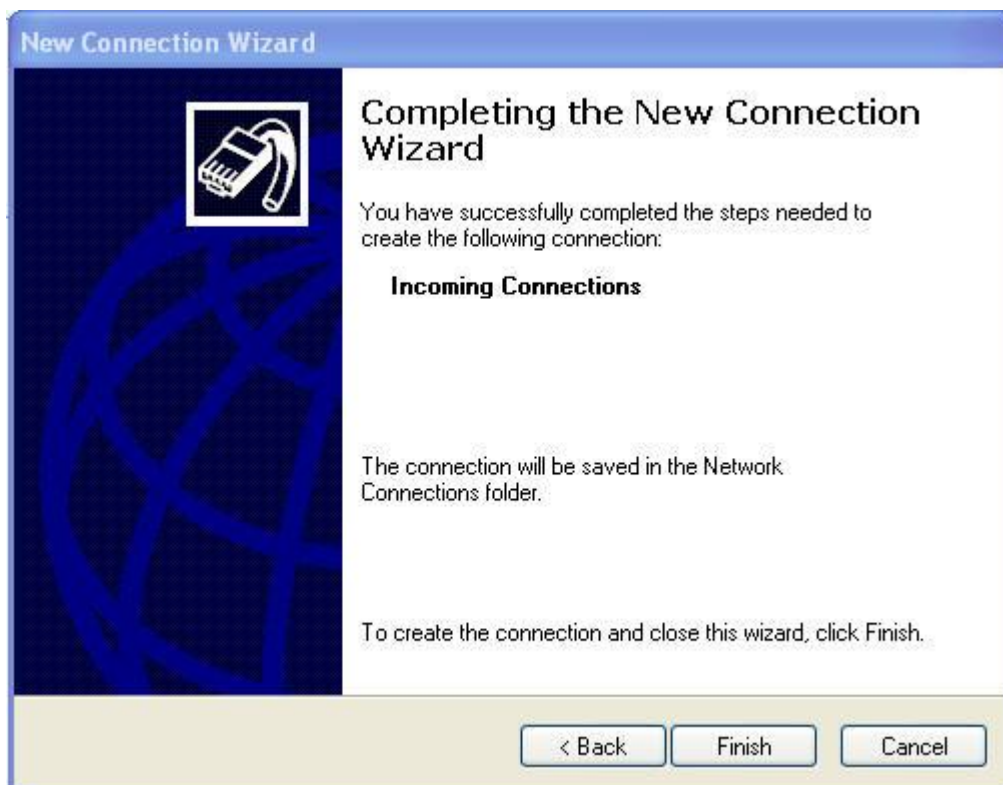 New Connection Wizard
Completing the New Connection
Wizard
You have successfully completed the steps needed to
create the following connection:
Incoming Connections
The connection will be saved in the Network
Connections folder.
To create the connection and close this wizard, click Finish.
< Back
Finish
Cancel